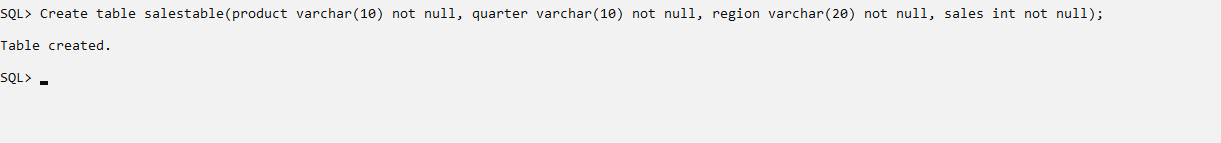 SQL> Create table salestable(product varchar(10) not null, quarter varchar(10) not null, region varchar(20) not null, sales int not null);
Table created.
SQL>